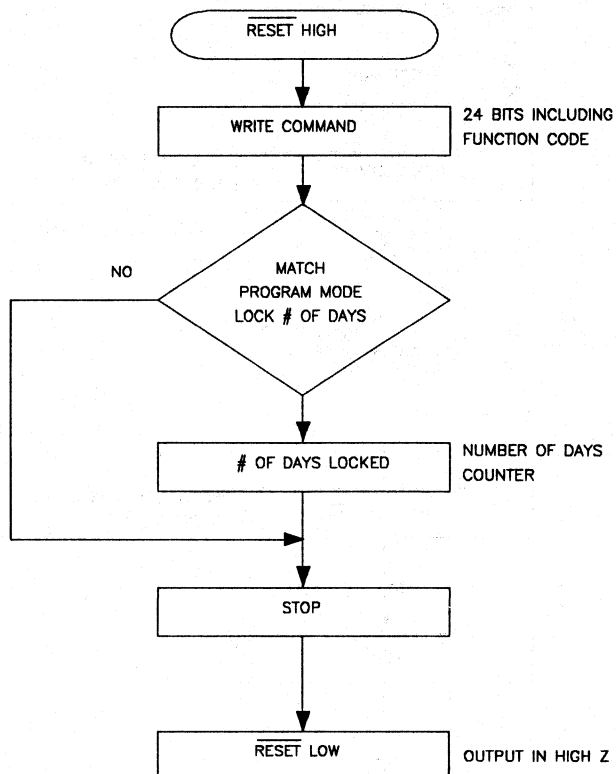 RESET HIGH
WRITE COMMAND
24 BITS INCLUDING
FUNCTION CODE
NO
MATCH
PROGRAM MODE
LOCK # OF DAYS
# OF DAYS LOCKED
NUMBER OF DAYS
COUNTER
STOP
RESET LOW
OUTPUT IN HIGH Z